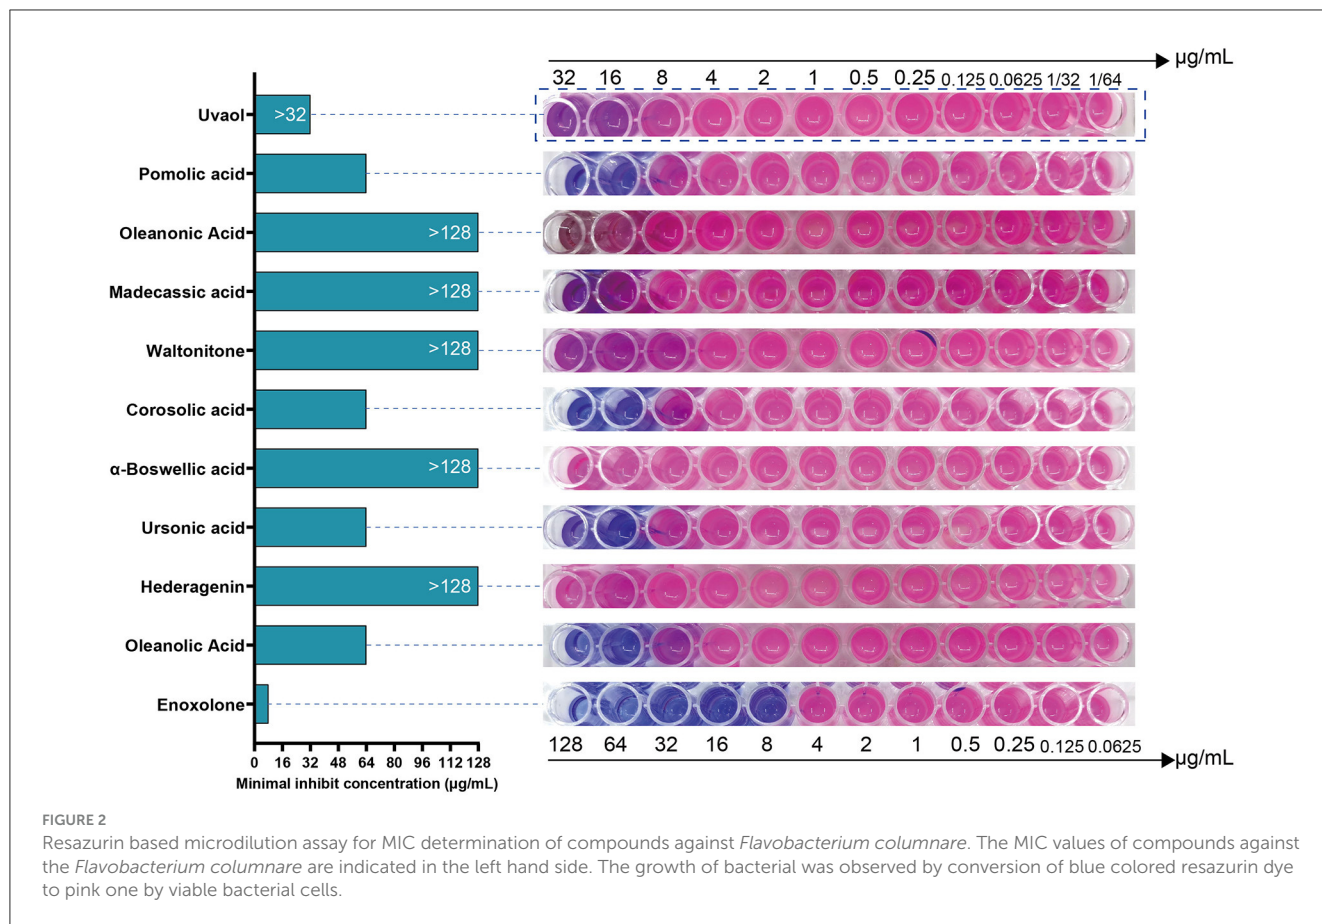 µg/mL
32 16 8 4 2 1 0.5 0.25 0.125 0.0625 1/32 1/64
Uvaol >32
Pomolic acid
Oleanonic Acid >128
Madecassic acid >128
Waltonitone >128
Corosolic acid
α-Boswellic acid >128
Ursonic acid
Hederagenin >128
Oleanolic Acid
Enoxolone
128 64 32 16 8 4 2 1 0.5 0.25 0.125 0.0625
µg/mL
0 16 32 48 64 80 96 112 128
Minimal inhibit concentration (µg/mL)
FIGURE 2
Resazurin based microdilution assay for MIC determination of compounds against Flavobacterium columnare. The MIC values of compounds against
the Flavobacterium columnare are indicated in the left hand side. The growth of bacterial was observed by conversion of blue colored resazurin dye
to pink one by viable bacterial cells.